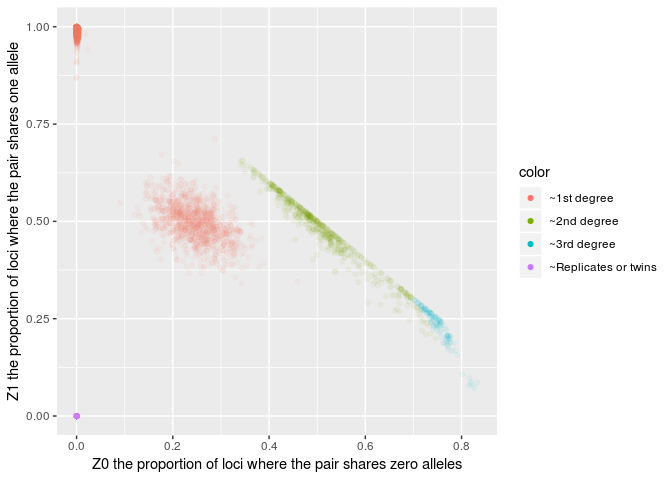 Z1 the proportion of loci where the pair shares one allele
1.00
0.75
0.50
0.25
0.00
0.0 0.2 0.4 0.6 0.8
Z0 the proportion of loci where the pair shares zero alleles
color
~1st degree
~2nd degree
~3rd degree
~Replicates or twins